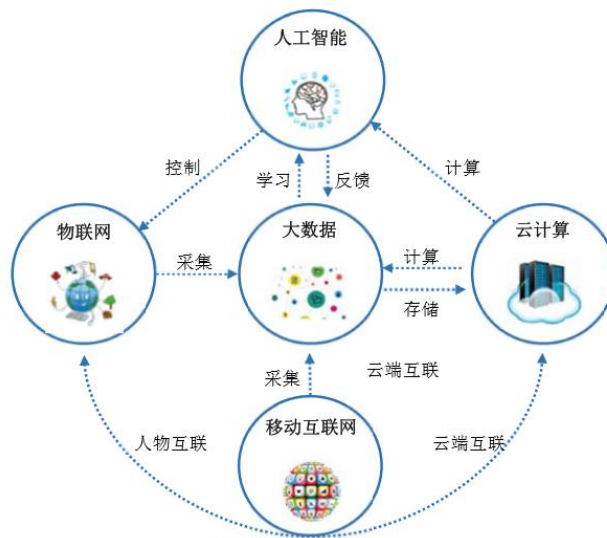 人工智能
控制
学习
反馈
计算
物联网
大数据
云计算
采集
计算
存储
采集
云端互联
移动互联网
人物互联
云端互联